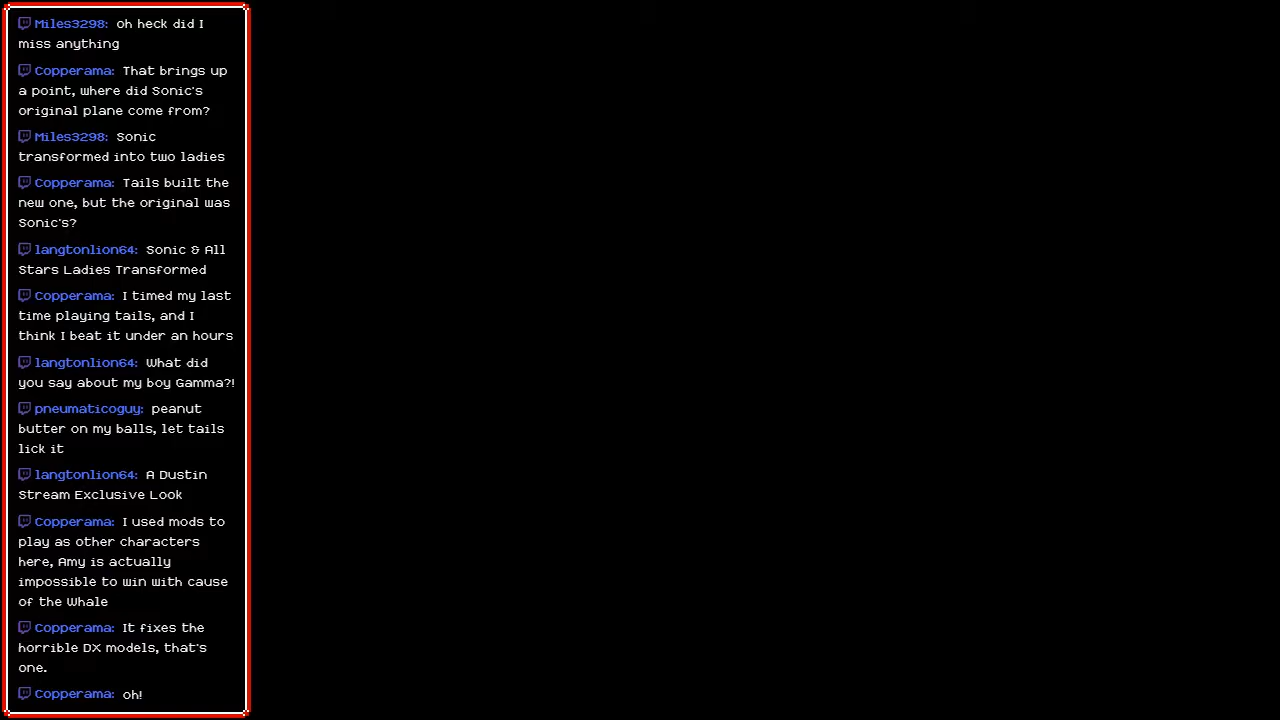 Miles3298: oh heck did I
miss anything
Copperama: That brings up
a point, where did Sonic's
original plane come from?
Miles3298: Sonic
transformed into two ladies
Copperama: Tails built the
new one, but the original was
Sonic's?
langtonlion64: Sonic & All
Stars Ladies Transformed
Copperama: I timed my last
time playing tails, and I
think I beat it under an hours
langtonlion64: What did
you say about my boy Gamma?!
pneumaticoguy: peanut
butter on my balls, let tails
lick it
langtonlion64: A Dustin
Stream Exclusive Look
Copperama: I used mods to
play as other characters
here, Amy is actually
impossible to win with cause
of the Whale
Copperama: It fixes the
horrible DX models, that's
one.
Copperama: oh!